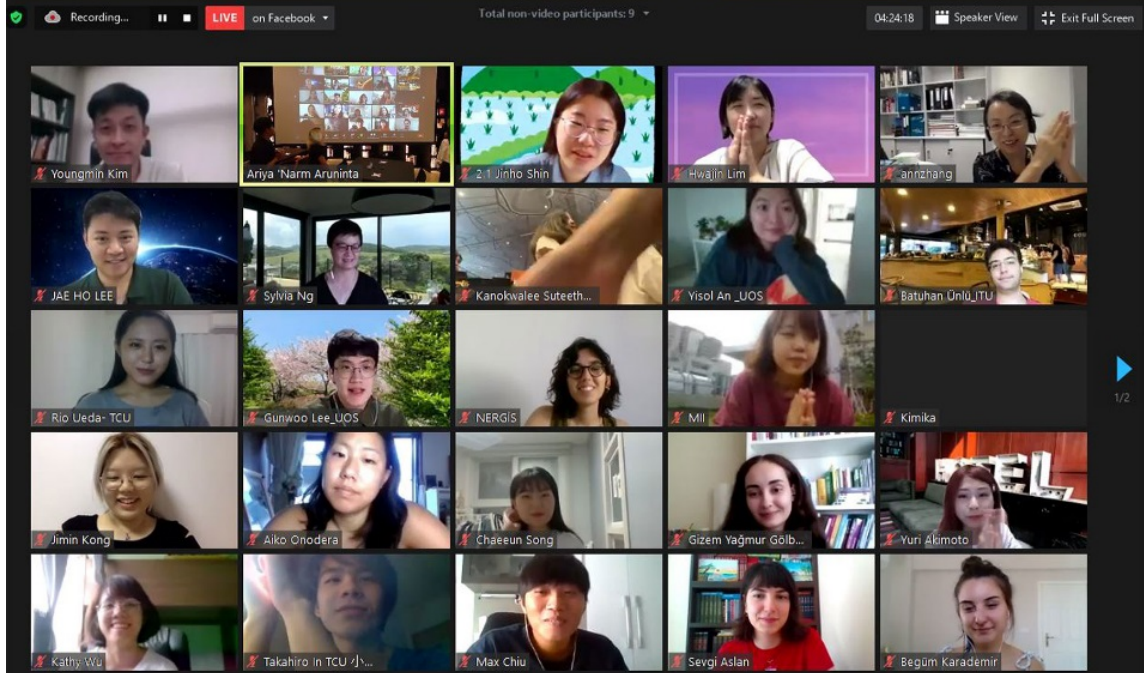 Recording...
LIVE on Facebook
Total non-video participants: 9
04:24:18
Speaker View
Exit Full Screen
Youngmin Kim
Ariya 'Narm Aruninta
2.1 Jinho Shin
Hwajin Lim
annzhang
JAE HO LEE
Sylvia Ng
Kanokwalee Suteeth...
Yisol An _UOS
Batuhan Ünlü_ITU
Rio Ueda- TCU
Gunwoo Lee_UOS
NERGİS
MII
Kimika
1/2
Jimin Kong
Aiko Onodera
Chaeeun Song
Gizem Yağmur Gölb...
Yuri Akimoto
Kathy Wu
Takahiro In TCU 小...
Max Chiu
Sevgi Aslan
Begüm Karademir